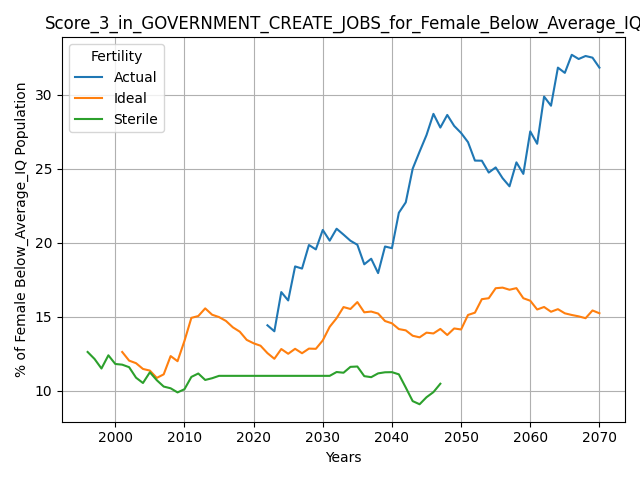 Score_3_in_GOVERNMENT_CREATE_JOBS_for_Female_Below_Average_IQ
Fertility
Actual
Ideal
Sterile
% of Female Below_Average_IQ Population
30
25
20
15
10
2000 2010 2020 2030 2040 2050 2060 2070
Years